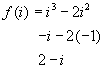 f(i) = i³ − 2i²
−i − 2(−1)
2 − i